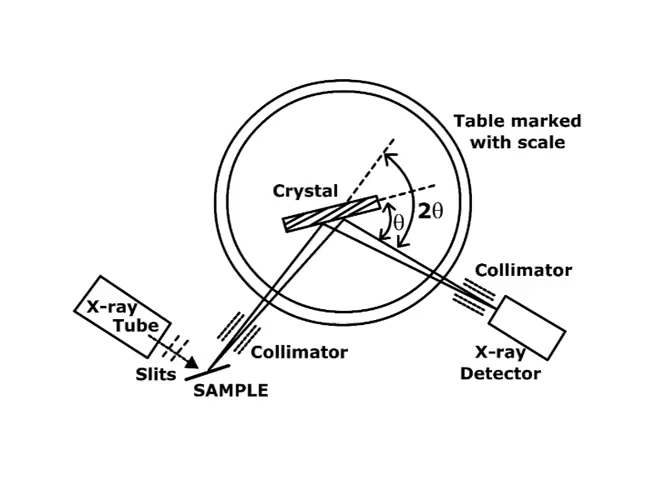 Table marked
with scale
Crystal
2θ
θ
Collimator
X-ray
Tube
Collimator
X-ray
Detector
Slits
SAMPLE